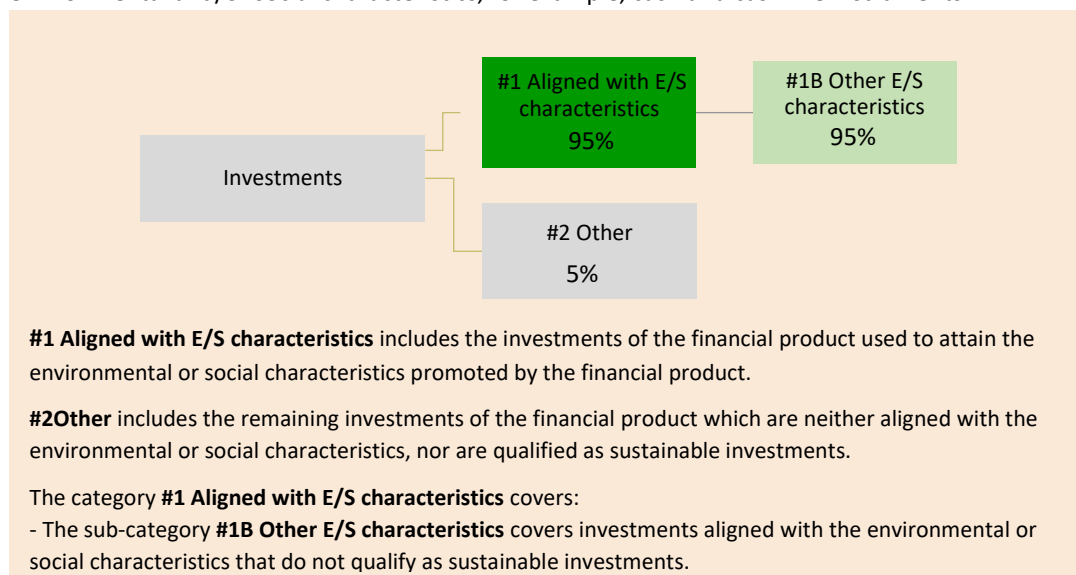 #1 Aligned with E/S
characteristics
95%
#1B Other E/S
characteristics
95%
Investments
#2 Other
5%
#1 Aligned with E/S characteristics includes the investments of the financial product used to attain the
environmental or social characteristics promoted by the financial product.
#2Other includes the remaining investments of the financial product which are neither aligned with the
environmental or social characteristics, nor are qualified as sustainable investments.
The category #1 Aligned with E/S characteristics covers:
- The sub-category #1B Other E/S characteristics covers investments aligned with the environmental or
social characteristics that do not qualify as sustainable investments.